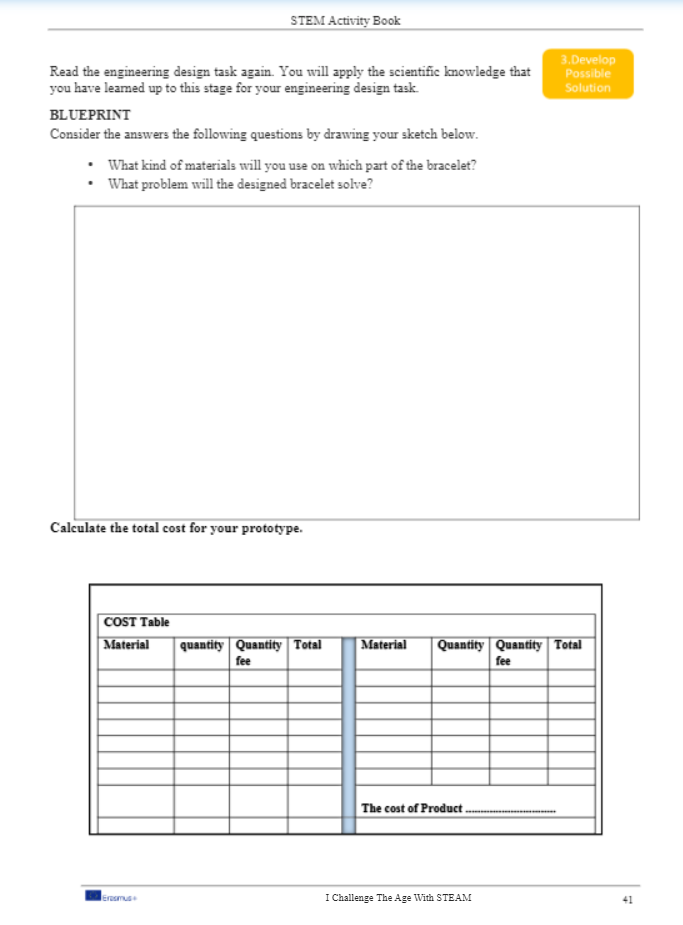 STEM Activity Book
3.Develop
Possible
Solution
Read the engineering design task again. You will apply the scientific knowledge that
you have learned up to this stage for your engineering design task.
BLUEPRINT
Consider the answers the following questions by drawing your sketch below.
• What kind of materials will you use on which part of the bracelet?
• What problem will the designed bracelet solve?
Calculate the total cost for your prototype.
COST Table
Material quantity Quantity fee Total Material Quantity Quantity fee Total
The cost of Product ..............................
Erasmus+
I Challenge The Age With STEAM
41